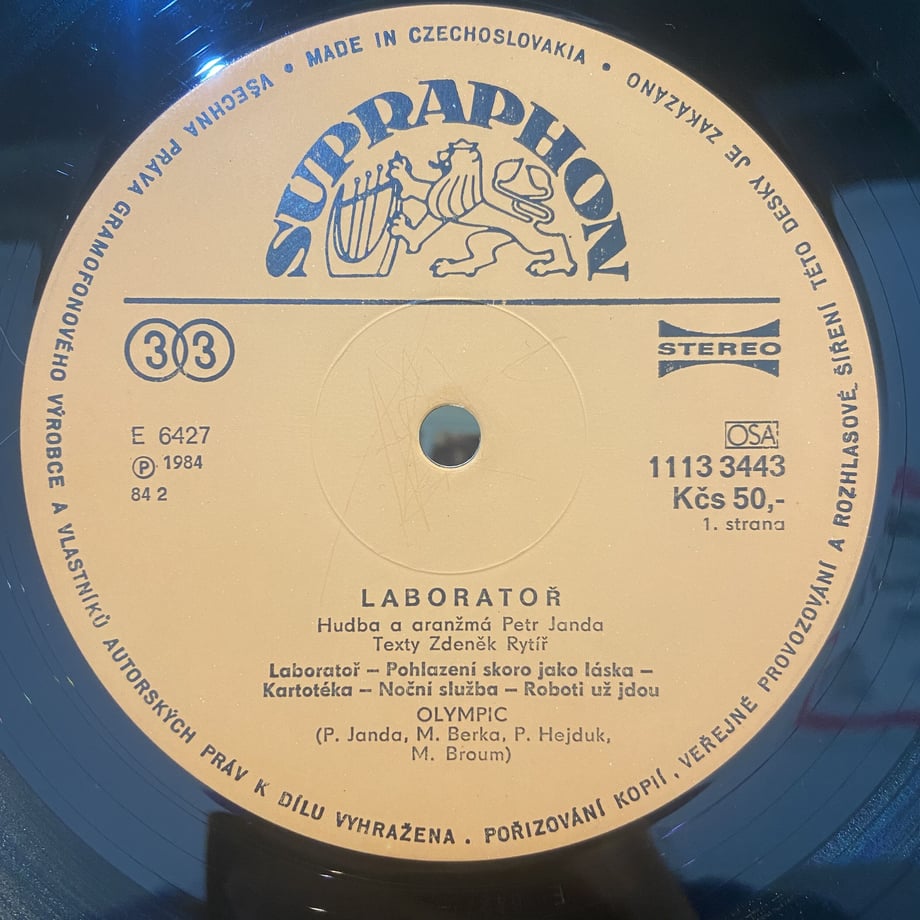 MADE IN CZECHOSLOVAKIA •
VŠECHNA PRÁVA GRAMOFONOVÉHO VÝROBCE A VLASTNÍKŮ AUTORSKÝCH PRÁV K DÍLU VYHRAŽENA . POŘIZOVÁNÍ KOPIÍ , VEŘEJNÉ PROVOZOVÁNÍ A ROZHLASOVÉ ŠÍŘENÍ TÉTO DESKY JE ZAKÁZÁNO •
SUPRAPHON
33
STEREO
E 6427
Ⓟ 1984
84 2
OSA
1113 3443
Kčs 50,-
1. strana
LABORATOŘ
Hudba a aranžmá Petr Janda
Texty Zdeněk Rytíř
Laboratoř – Pohlazení skoro jako láska –
Kartotéka – Noční služba – Roboti už jdou
OLYMPIC
(P. Janda, M. Berka, P. Hejduk,
M. Broum)